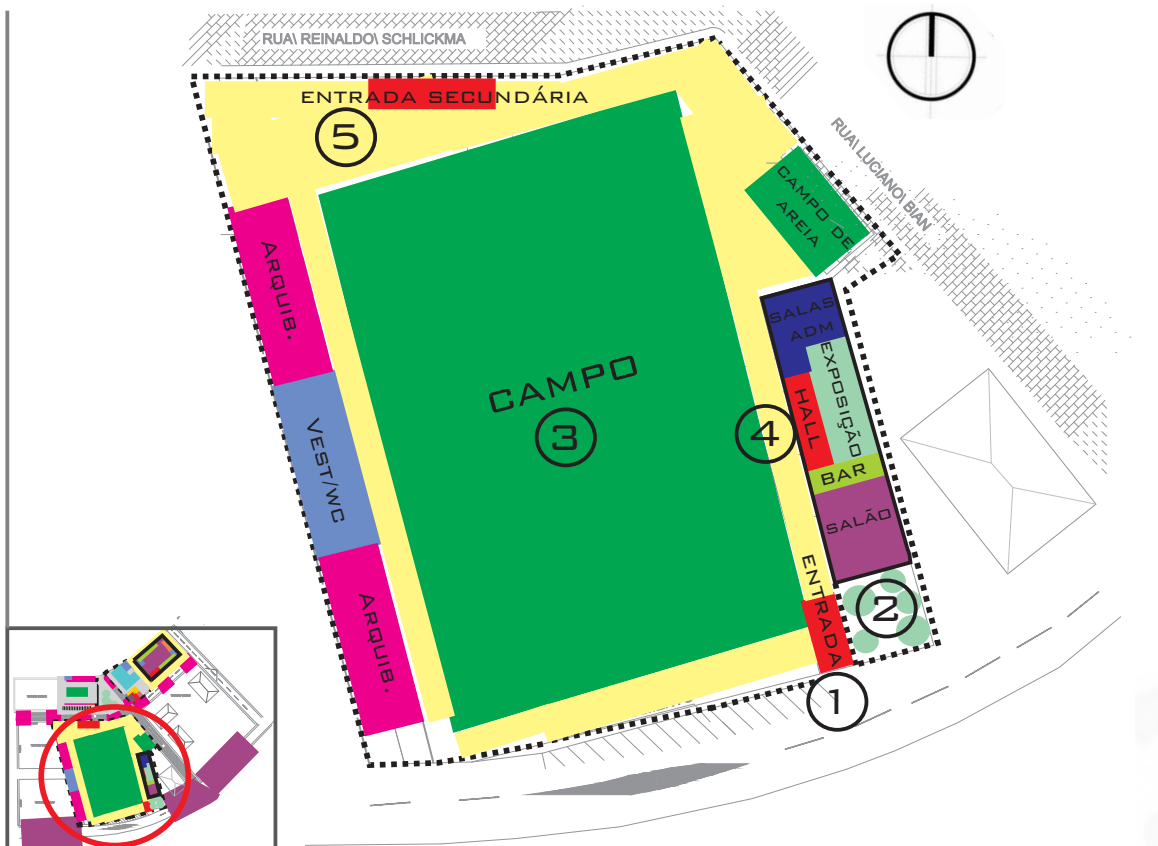 RUA\ REINALDO\ SCHLICKMA
ENTRADA SECUNDÁRIA
5
RUA\ LUCIANO\ BIAN
CAMPO DE
AREIA
ARQUIB.
SALAS
ADM
EXPOSIÇÃO
CAMPO
3
4
HALL
VEST/WC
BAR
SALÃO
ENTRADA
2
ARQUIB.
1